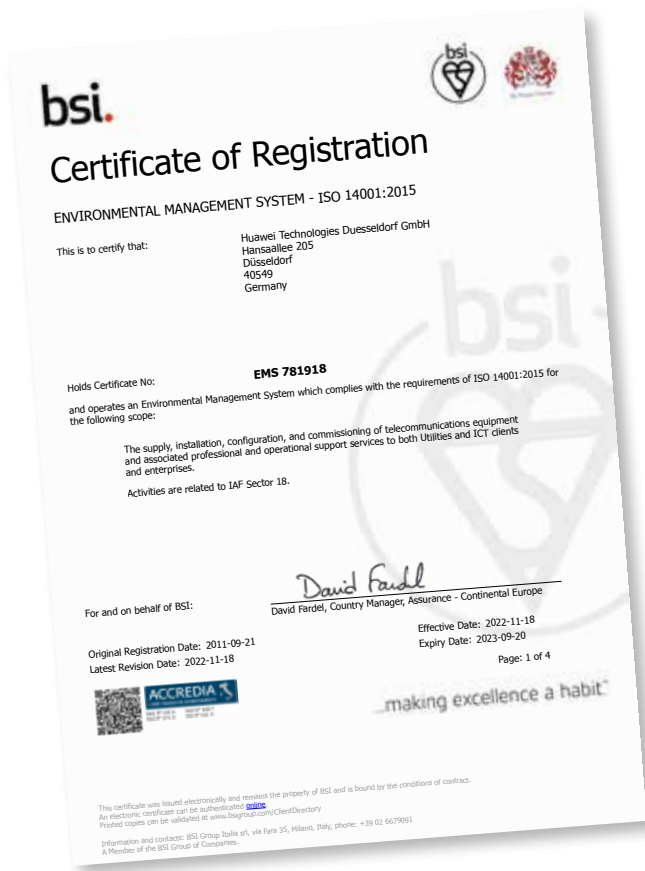 bsi.
bsi
Certificate of Registration
ENVIRONMENTAL MANAGEMENT SYSTEM - ISO 14001:2015
This is to certify that:
Huawei Technologies Duesseldorf GmbH
Hansaallee 205
Düsseldorf
40549
Germany
bsi.
Holds Certificate No:
EMS 781918
and operates an Environmental Management System which complies with the requirements of ISO 14001:2015 for
the following scope:
The supply, installation, configuration, and commissioning of telecommunications equipment
and associated professional and operational support services to both Utilities and ICT clients
and enterprises.
Activities are related to IAF Sector 18.
David Fardel
For and on behalf of BSI:
David Fardel, Country Manager, Assurance - Continental Europe
Original Registration Date: 2011-09-21
Effective Date: 2022-11-18
Latest Revision Date: 2022-11-18
Expiry Date: 2023-09-20
Page: 1 of 4
ACCREDIA
...making excellence a habit.™
This certificate was issued electronically and remains the property of BSI and is bound by the conditions of contract.
An electronic certificate can be authenticated online.
Printed copies can be validated at www.bsigroup.com/ClientDirectory
Information and contacts: BSI Group Italia srl, via Fara 35, Milano, Italy, phone: +39 02 6679091
A Member of the BSI Group of Companies.